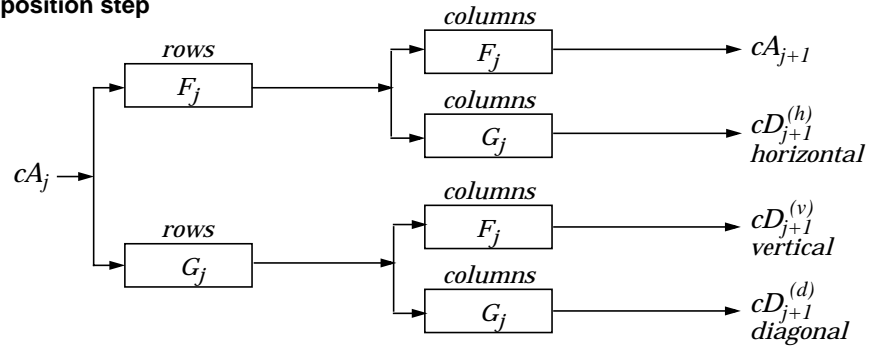 position step
columns
rows
F_j
cA_{j+1}
F_j
columns
G_j
cD_{j+1}^{(h)}
horizontal
cA_j
columns
rows
F_j
cD_{j+1}^{(v)}
vertical
G_j
columns
G_j
cD_{j+1}^{(d)}
diagonal